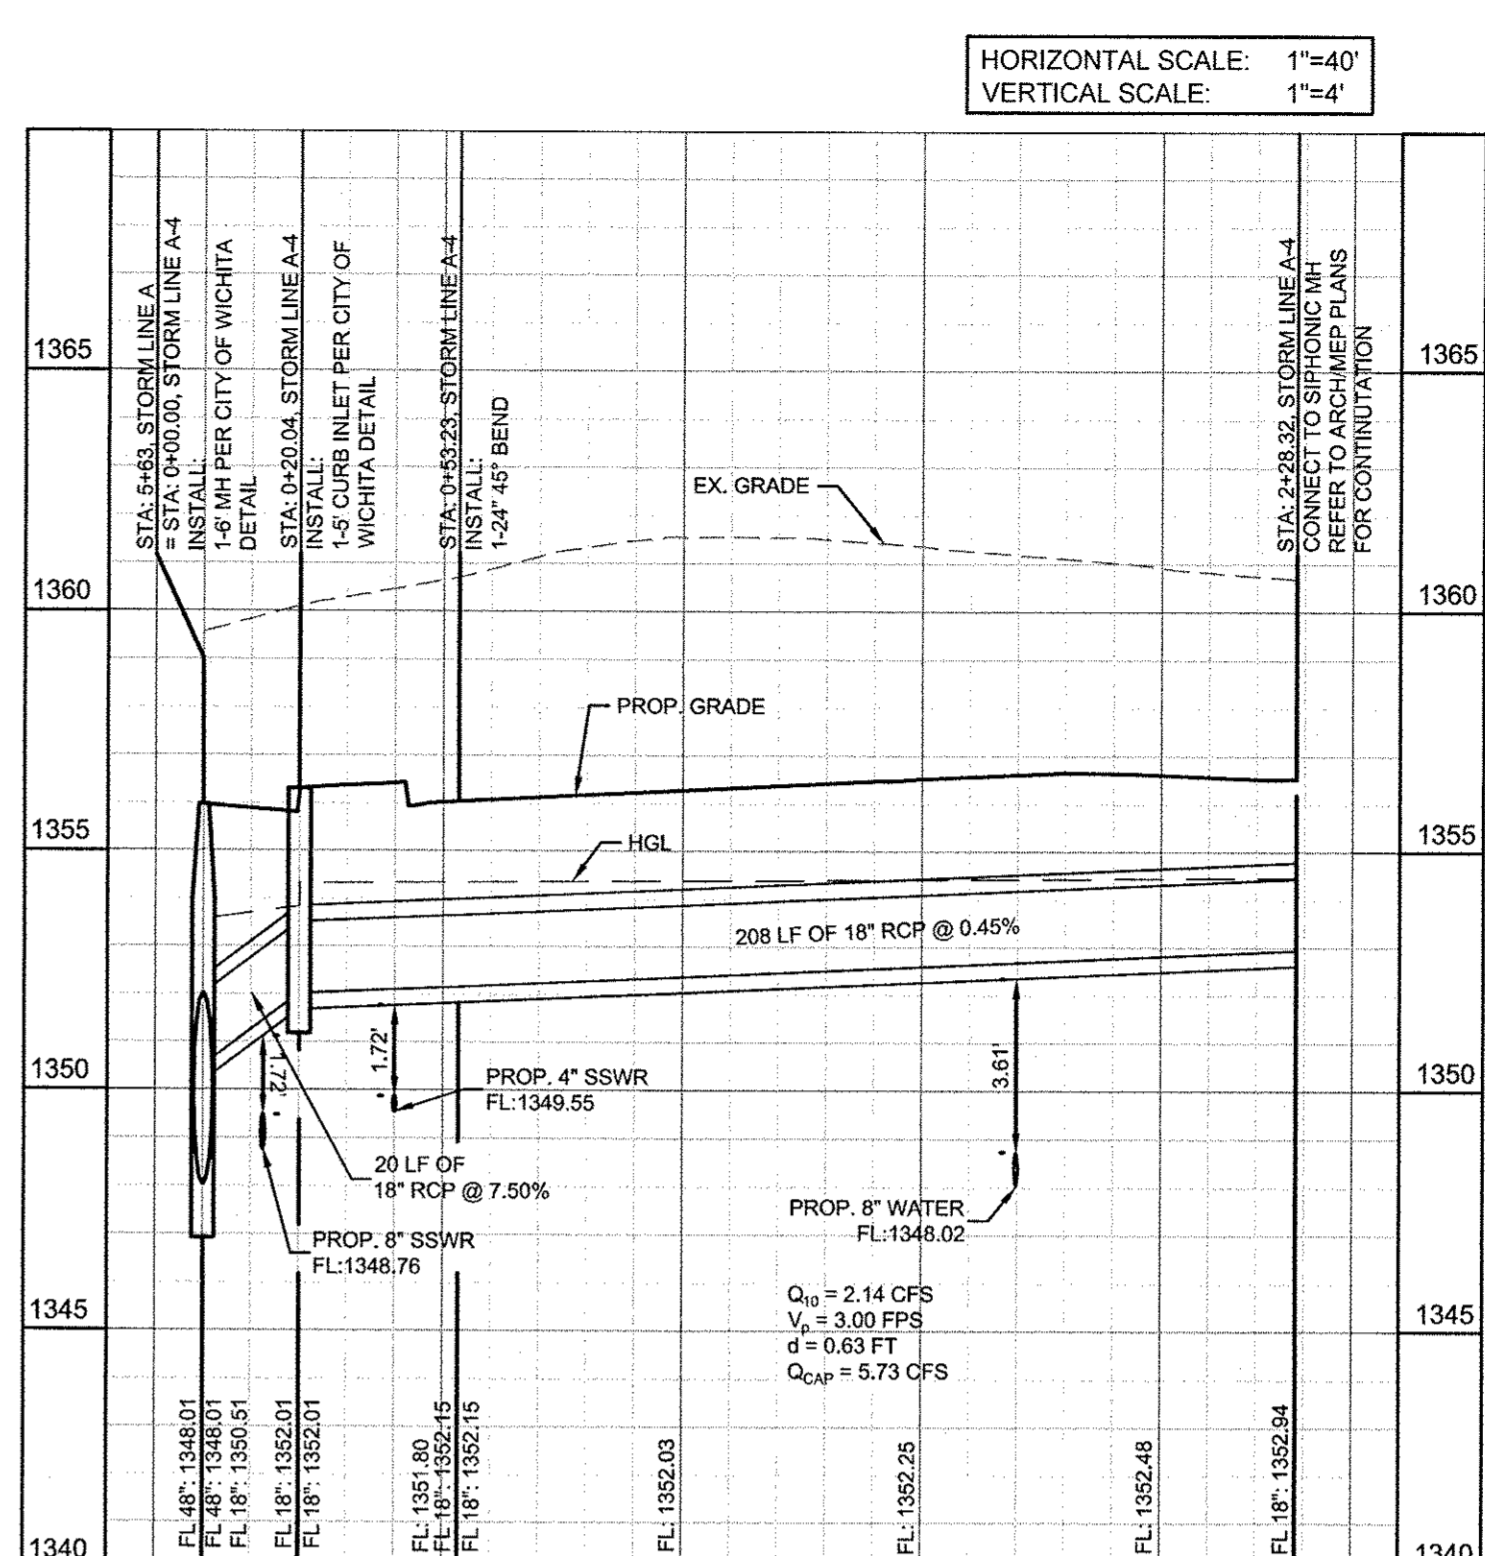 HORIZONTAL SCALE: 1"=40'
VERTICAL SCALE: 1"=4'
STA: 5+63, STORM LINE A
= STA: 0+00.00, STORM LINE A-4
INSTALL:
1-6' MH PER CITY OF WICHITA
DETAIL
STA: 0+20.04, STORM LINE A-4
INSTALL:
1-5' CURB INLET PER CITY OF
WICHITA DETAIL
STA: 0+53.23, STORM LINE A-4
INSTALL:
1-24" 45° BEND
STA: 2+28.32, STORM LINE A-4
CONNECT TO SIPHONIC MH
REFER TO ARCH/MEP PLANS
FOR CONTINUTATION
1365
1365
EX. GRADE
1360
1360
PROP. GRADE
1355
1355
HGL
208 LF OF 18" RCP @ 0.45%
1350
1350
1.72'
1.72'
3.61'
PROP. 4" SSWR
FL:1349.55
20 LF OF
18" RCP @ 7.50%
PROP. 8" SSWR
FL:1348.76
PROP. 8" WATER
FL:1348.02
Q10 = 2.14 CFS
Vp = 3.00 FPS
d = 0.63 FT
QCAP = 5.73 CFS
1345
1345
FL 48": 1348.01
FL 48": 1348.01
FL 18": 1350.51
FL 18": 1352.01
FL 18": 1352.01
FL: 1351.80
FL 18": 1352.15
FL 18": 1352.15
FL: 1352.03
FL: 1352.25
FL: 1352.48
FL 18": 1352.94
1340
1340